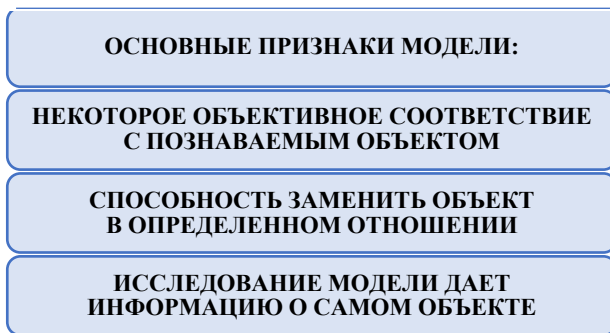 ОСНОВНЫЕ ПРИЗНАКИ МОДЕЛИ:
НЕКОТОРОЕ ОБЪЕКТИВНОЕ СООТВЕТСТВИЕ
С ПОЗНАВАЕМЫМ ОБЪЕКТОМ
СПОСОБНОСТЬ ЗАМЕНИТЬ ОБЪЕКТ
В ОПРЕДЕЛЕННОМ ОТНОШЕНИИ
ИССЛЕДОВАНИЕ МОДЕЛИ ДАЕТ
ИНФОРМАЦИЮ О САМОМ ОБЪЕКТЕ